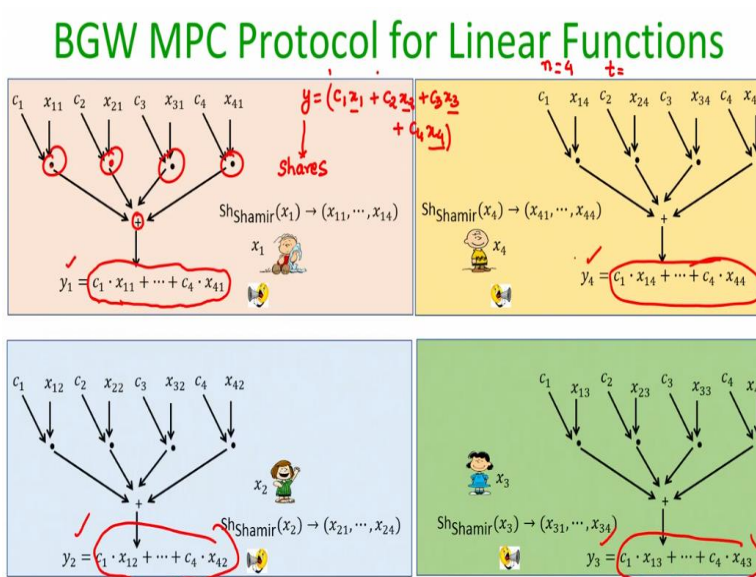 BGW MPC Protocol for Linear Functions
n=4 t=
c₁ x₁₁ c₂ x₂₁ c₃ x₃₁ c₄ x₄₁
y = (c₁x₁ + c₂x₂ + c₃x₃
+ c₄x₄)
shares
+
Sh_Shamir(x₁) → (x₁₁,⋯,x₁₄)
x₁
y₁ = c₁ · x₁₁ + ⋯ + c₄ · x₄₁
c₁ x₁₄ c₂ x₂₄ c₃ x₃₄ c₄
Sh_Shamir(x₄) → (x₄₁,⋯,x₄₄)
+
x₄
y₄ = c₁ · x₁₄ + ⋯ + c₄ · x₄₄
c₁ x₁₂ c₂ x₂₂ c₃ x₃₂ c₄ x₄₂
x₂
+
Sh_Shamir(x₂) → (x₂₁,⋯,x₂₄)
y₂ = c₁ · x₁₂ + ⋯ + c₄ · x₄₂
c₁ x₁₃ c₂ x₂₃ c₃ x₃₃ c₄
x₃
+
Sh_Shamir(x₃) → (x₃₁,⋯,x₃₄)
y₃ = c₁ · x₁₃ + ⋯ + c₄ · x₄₃